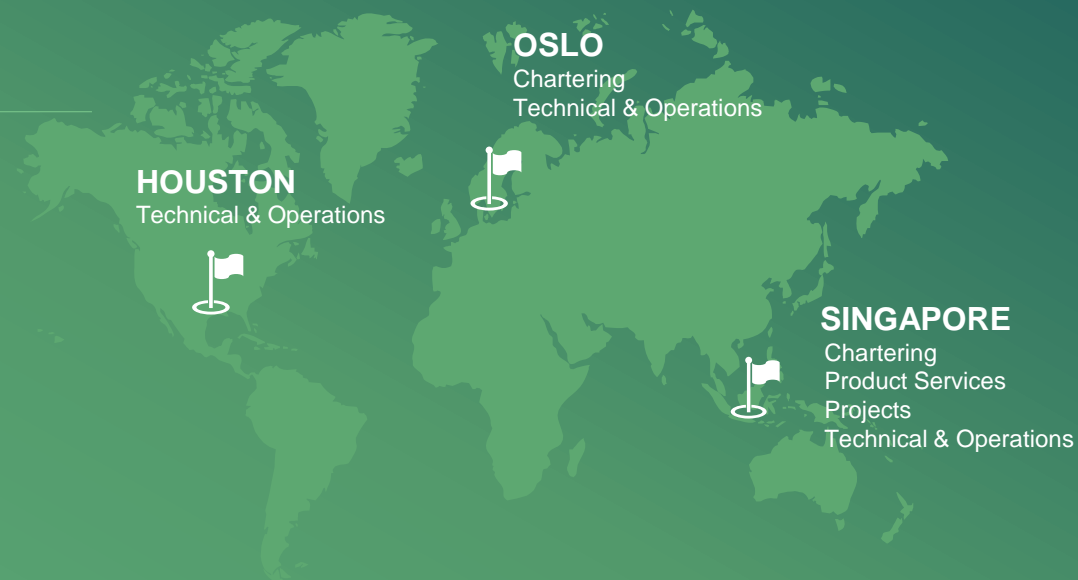 OSLO
Chartering
Technical & Operations
HOUSTON
Technical & Operations
SINGAPORE
Chartering
Product Services
Projects
Technical & Operations